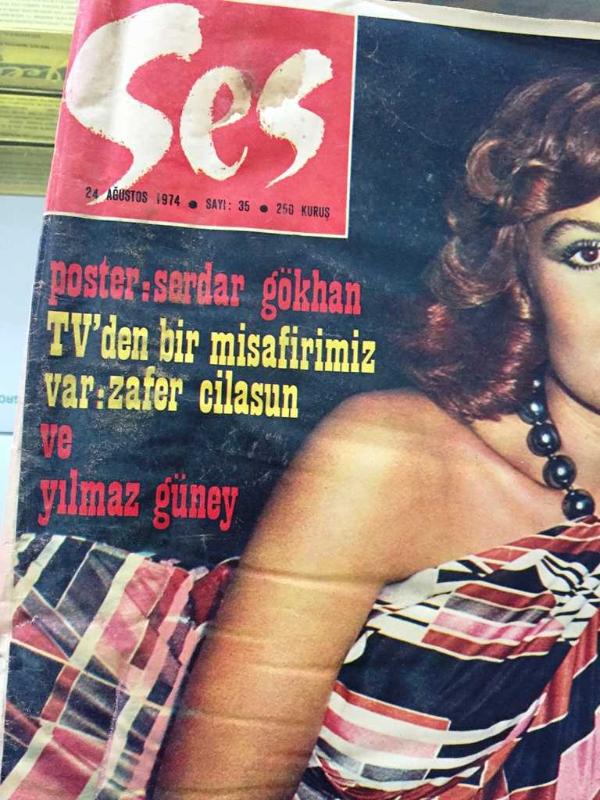 Ses
24 AĞUSTOS 1974 ● SAYI: 35 ● 250 KURUŞ
poster:serdar gökhan
TV'den bir misafirimiz
var:zafer cilasun
ve
yılmaz güney